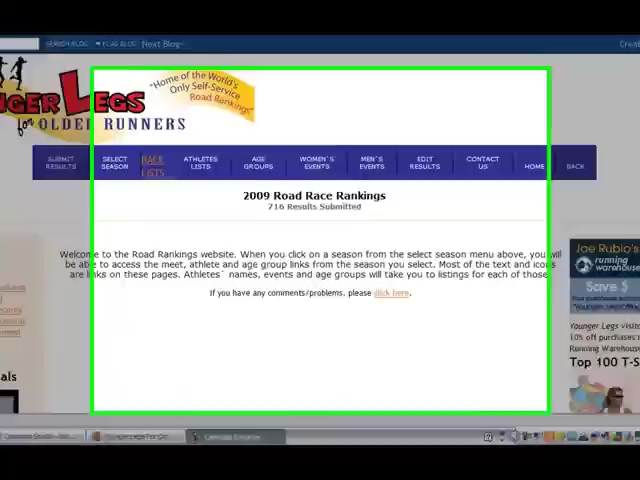 SEARCH BLOG FLAG BLOG Next Blog»
Create
"Home of the World's
Only Self-Service
Road Rankings"
NGER LEGS
for OLDER RUNNERS
SUBMIT RESULTS
SELECT SEASON
RACE LISTS
ATHLETES LISTS
AGE GROUPS
WOMEN'S EVENTS
MEN'S EVENTS
EDIT RESULTS
CONTACT US
HOME
BACK
2009 Road Race Rankings
716 Results Submitted
Welcome to the Road Rankings website. When you click on a season from the select season menu above, you will
be able to access the meet, athlete and age group links from the season you select. Most of the text and icons
are links on these pages. Athletes` names, events and age groups will take you to listings for each of those.
If you have any comments/problems, please click here.
Joe Rubio's
running
warehouse
Save $
Younger Legs visito
10% off purchases
Running Warehouse
Top 100 T-S
als